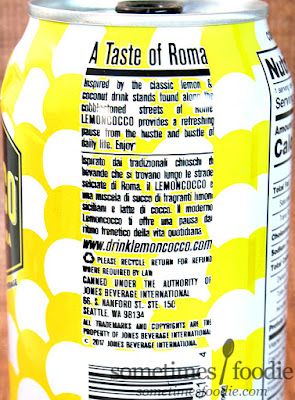 A Taste of Roma
Inspired by the classic lemon &
coconut drink stands found along the
cobblestoned streets of Rome
LEMONCOCCO provides a refreshing
pause from the hustle and bustle of
daily life. Enjoy
Ispirato dai tradizionali chioschi di
bevande che si trovano lungo le strade
salciate di Roma, il LEMONCOCCO è
una miscela di succo di fragranti limoni
siciliani e latte di cocco. Il moderno
Lemoncocco ti offre una pausa dai
ritmo frenetico della vita quotidiana.
www.drinklemoncocco.com
PLEASE RECYCLE RETURN FOR REFUND
WHERE REQUIRED BY LAW
CANNED UNDER THE AUTHORITY OF
JONES BEVERAGE INTERNATIONAL
66 S. HANFORD ST. STE 150
SEATTLE, WA 98134
ALL TRADEMARKS AND COPYRIGHTS ARE THE
PROPERTY OF JONES BEVERAGE INTERNATIONAL.
© 2017 JONES BEVERAGE INTERNATIONAL.
sometimes foodie
sometimesfoodie.com